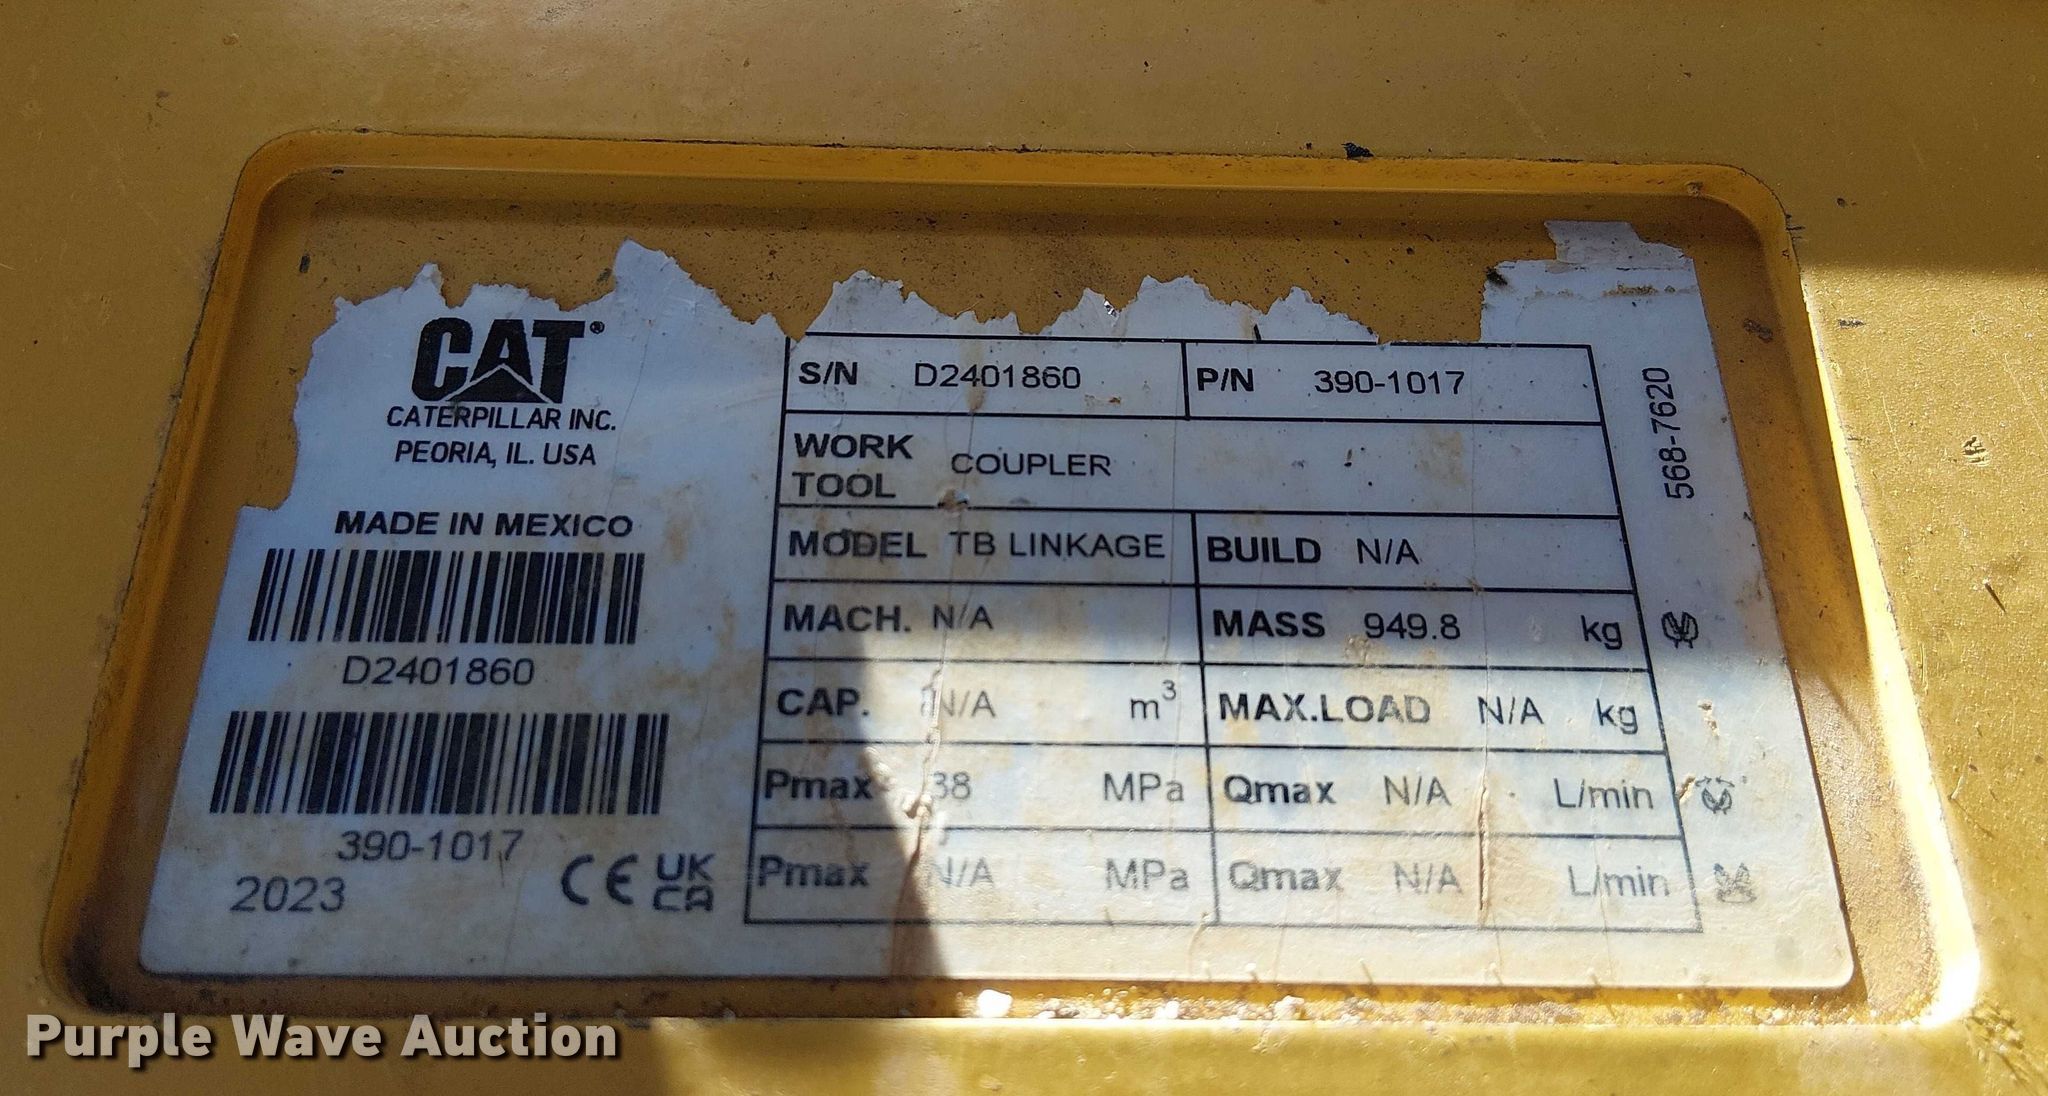 CAT®
CATERPILLAR INC.
PEORIA, IL. USA
MADE IN MEXICO
D2401860
390-1017
2023
CE UK CA
S/N D2401860 P/N 390-1017
WORK TOOL COUPLER
MODEL TB LINKAGE BUILD N/A
MACH. N/A MASS 949.8 kg
CAP. N/A m³ MAX.LOAD N/A kg
Pmax 38 MPa Qmax N/A L/min
Pmax N/A MPa Qmax N/A L/min
568-7620
Purple Wave Auction